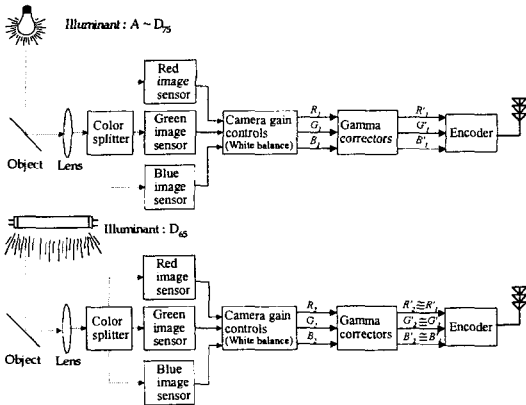 Illuminant : A ~ D75
Red
image
sensor
R1
R'1
Color
splitter
Green
image
sensor
Camera gain
controls
(White balance)
G1
Gamma
correctors
G'1
Encoder
B1
B'1
Object
Lens
Blue
image
sensor
Illuminant : D65
Red
image
sensor
R2
R'2≅R'1
Color
splitter
Green
image
sensor
Camera gain
controls
(White balance)
G2
Gamma
correctors
G'2≅G'1
Encoder
B2
B'2≅B'1
Object
Lens
Blue
image
sensor